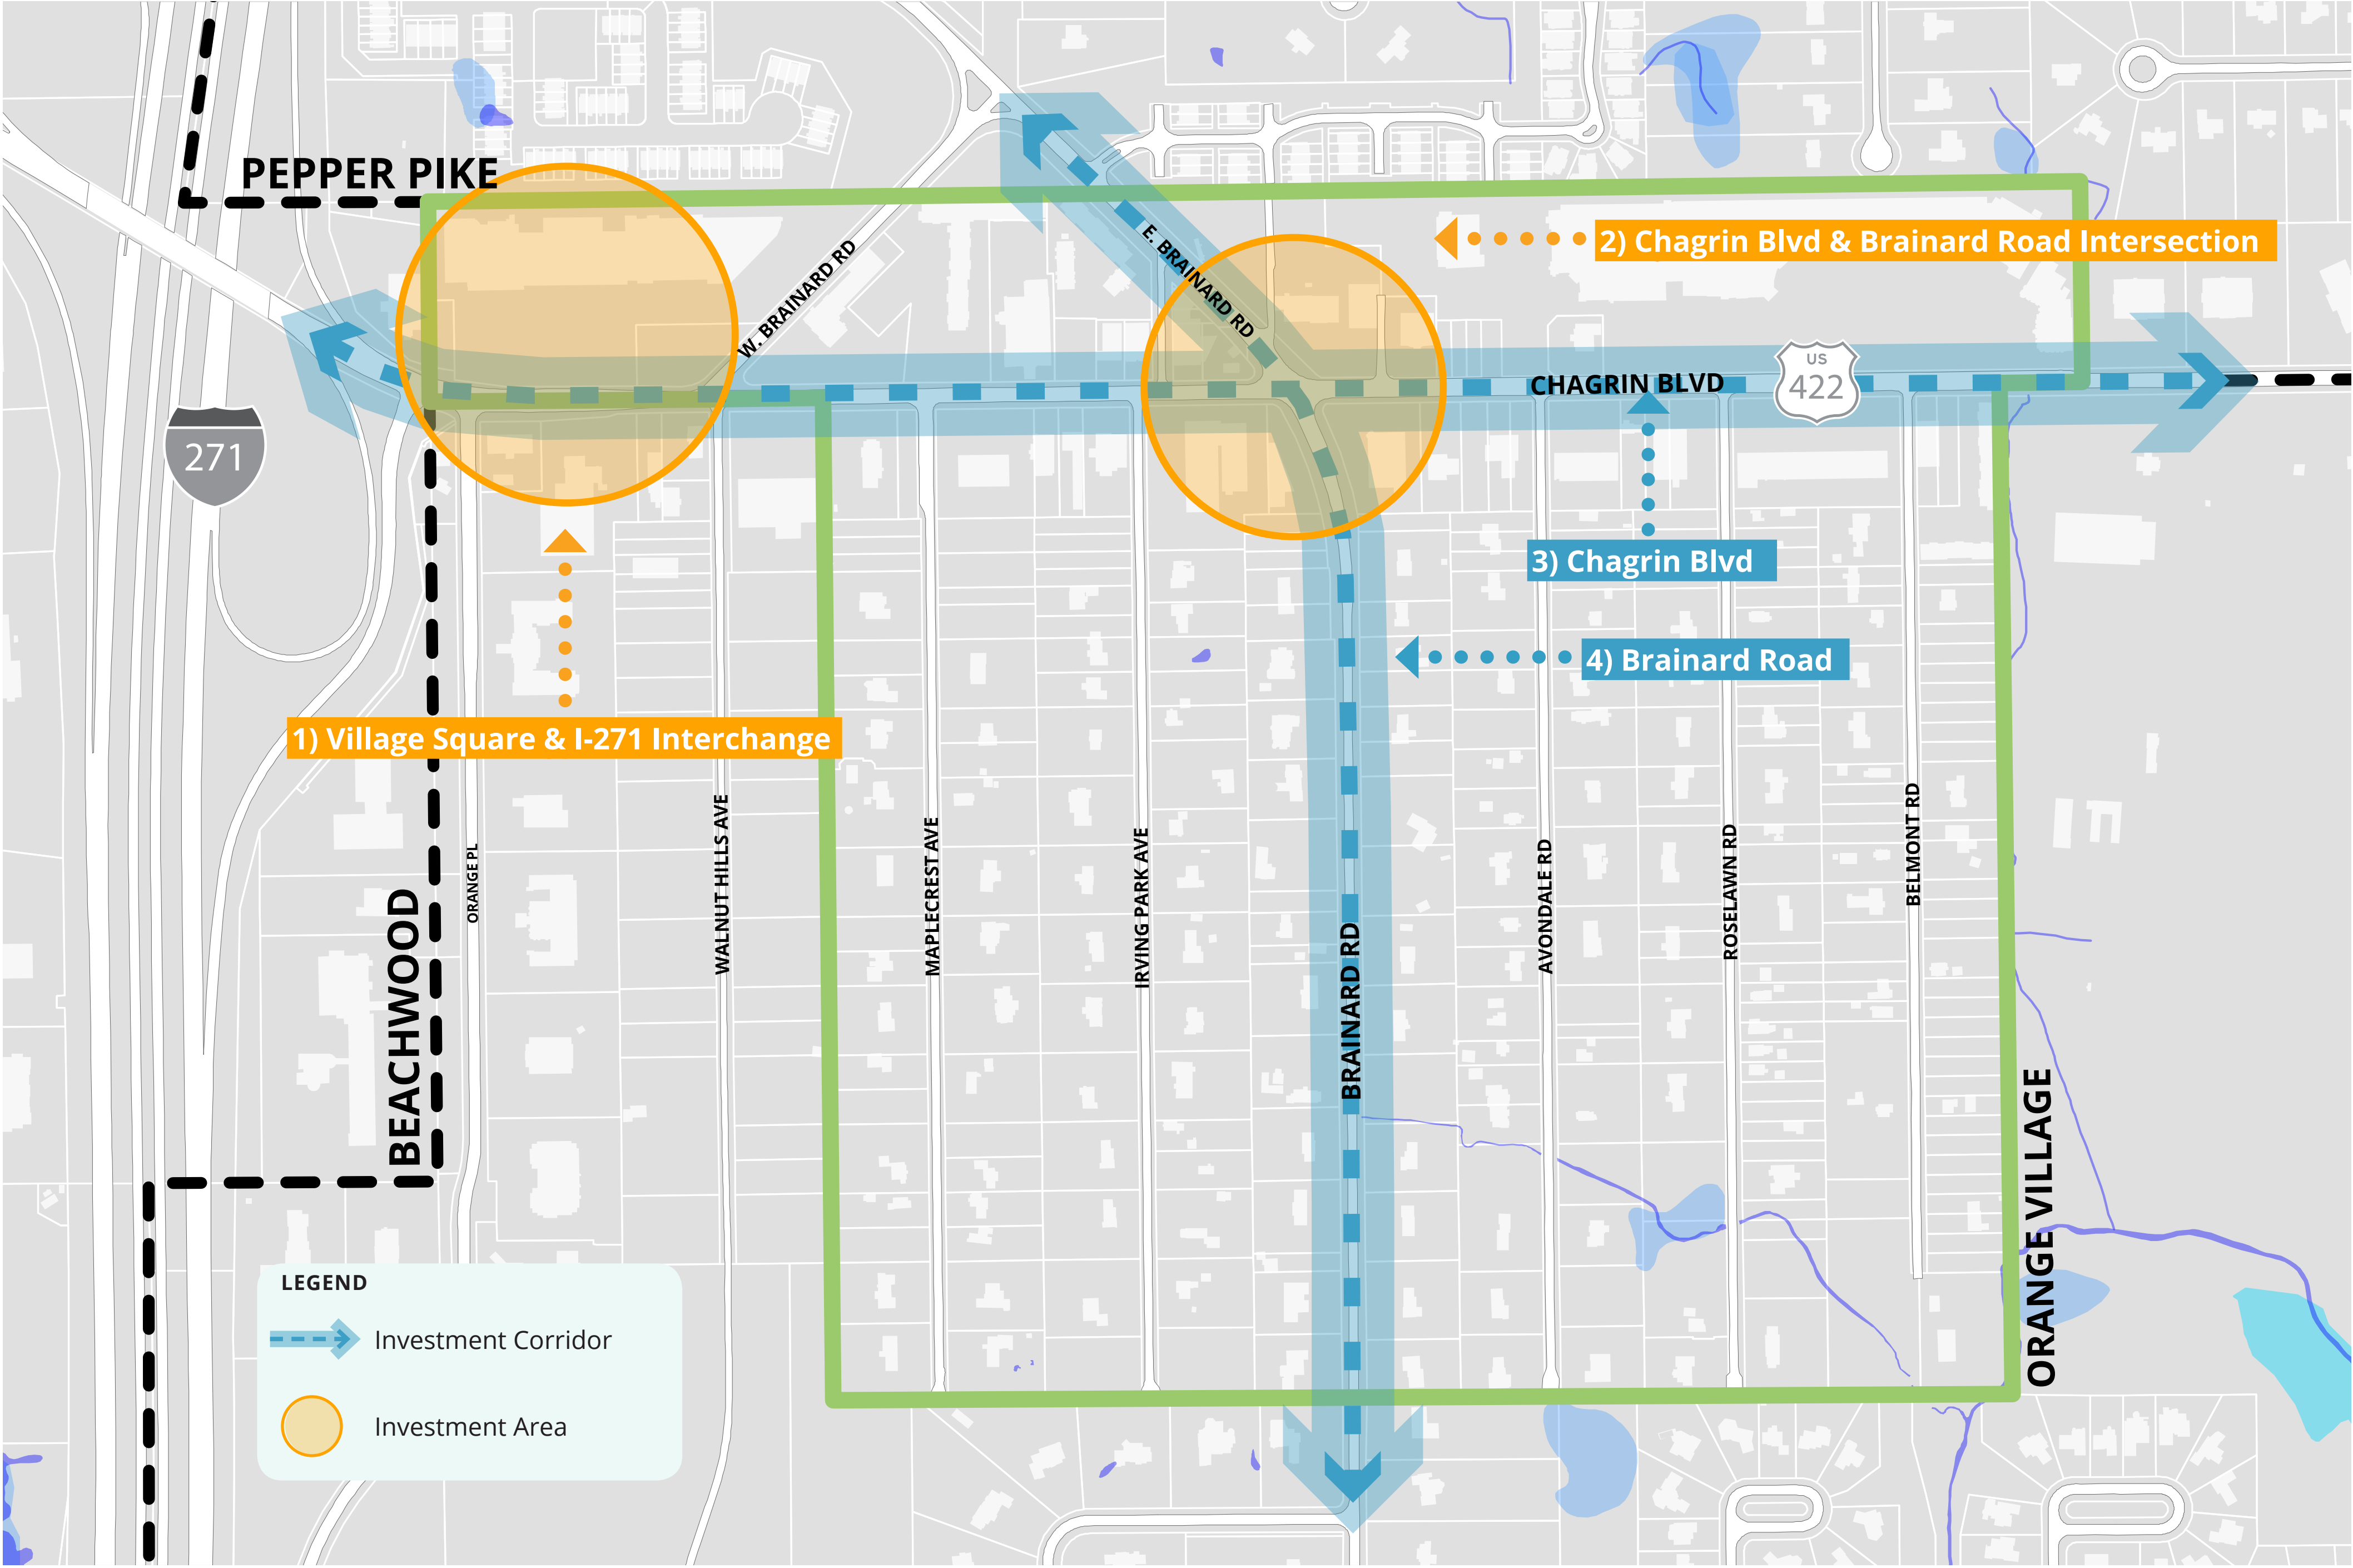 PEPPER PIKE
2) Chagrin Blvd & Brainard Road Intersection
W. BRAINARD RD
E. BRAINARD RD
CHAGRIN BLVD
US
422
271
3) Chagrin Blvd
4) Brainard Road
1) Village Square & I-271 Interchange
BEACHWOOD
ORANGE PL
WALNUT HILLS AVE
MAPLECREST AVE
IRVING PARK AVE
BRAINARD RD
AVONDALE RD
ROSELAWN RD
BELMONT RD
ORANGE VILLAGE
LEGEND
Investment Corridor
Investment Area